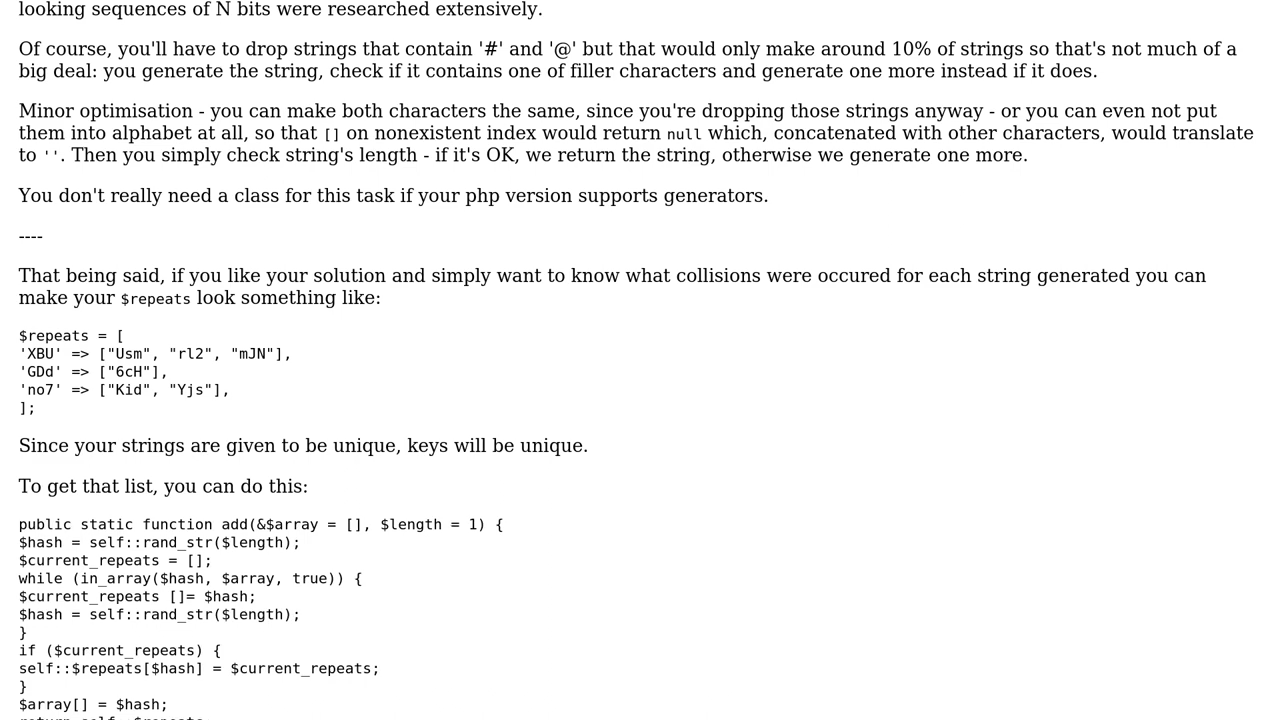 looking sequences of N bits were researched extensively.
Of course, you'll have to drop strings that contain '#' and '@' but that would only make around 10% of strings so that's not much of a
big deal: you generate the string, check if it contains one of filler characters and generate one more instead if it does.
Minor optimisation - you can make both characters the same, since you're dropping those strings anyway - or you can even not put
them into alphabet at all, so that [] on nonexistent index would return null which, concatenated with other characters, would translate
to ''. Then you simply check string's length - if it's OK, we return the string, otherwise we generate one more.
You don't really need a class for this task if your php version supports generators.
----
That being said, if you like your solution and simply want to know what collisions were occured for each string generated you can
make your $repeats look something like:
$repeats = [
'XBU' => ["Usm", "rl2", "mJN"],
'GDd' => ["6cH"],
'no7' => ["Kid", "Yjs"],
];
Since your strings are given to be unique, keys will be unique.
To get that list, you can do this:
public static function add(&$array = [], $length = 1) {
$hash = self::rand_str($length);
$current_repeats = [];
while (in_array($hash, $array, true)) {
$current_repeats []= $hash;
$hash = self::rand_str($length);
}
if ($current_repeats) {
self::$repeats[$hash] = $current_repeats;
}
$array[] = $hash;
return self::$repeats;